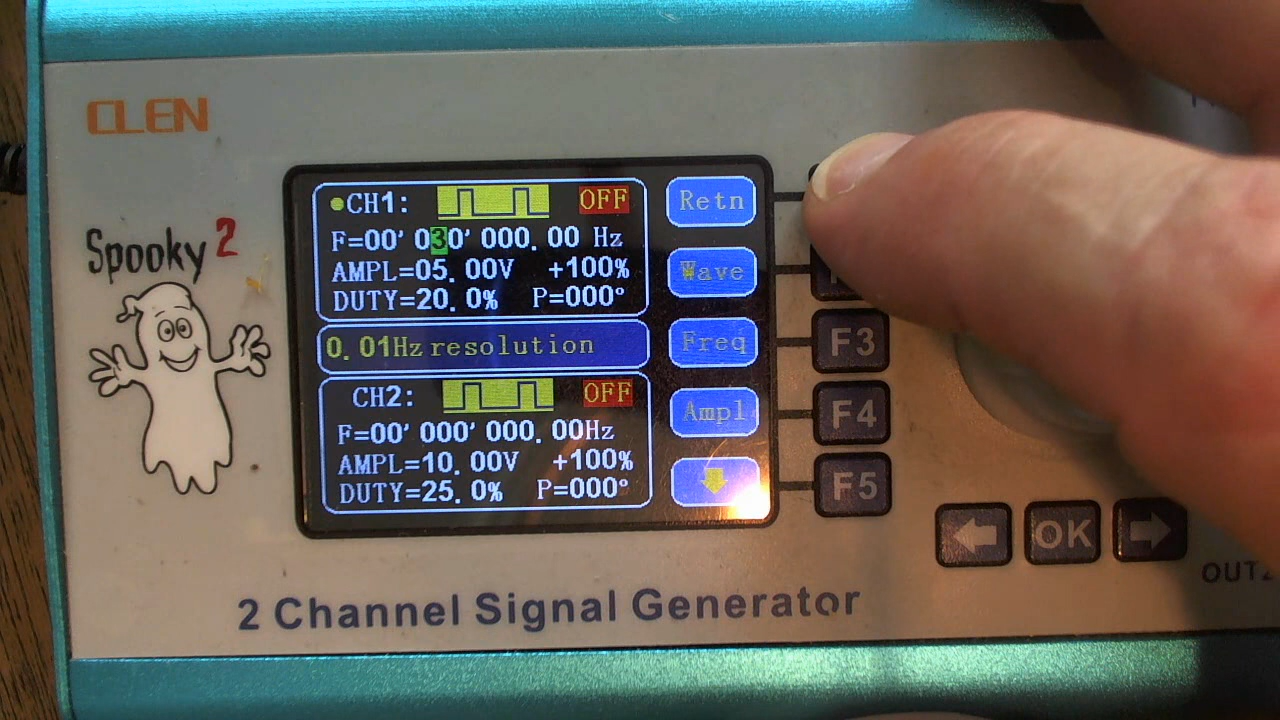 CLEN
Spooky 2
CH1: OFF
F=00' 030' 000. 00 Hz
AMPL=05. 00V +100%
DUTY=20. 0% P=000°
0. 01Hz resolution
CH2: OFF
F=00' 000' 000. 00Hz
AMPL=10. 00V +100%
DUTY=25. 0% P=000°
Retn
Wave
Freq
Ampl
F3
F4
F5
OK
2 Channel Signal Generator